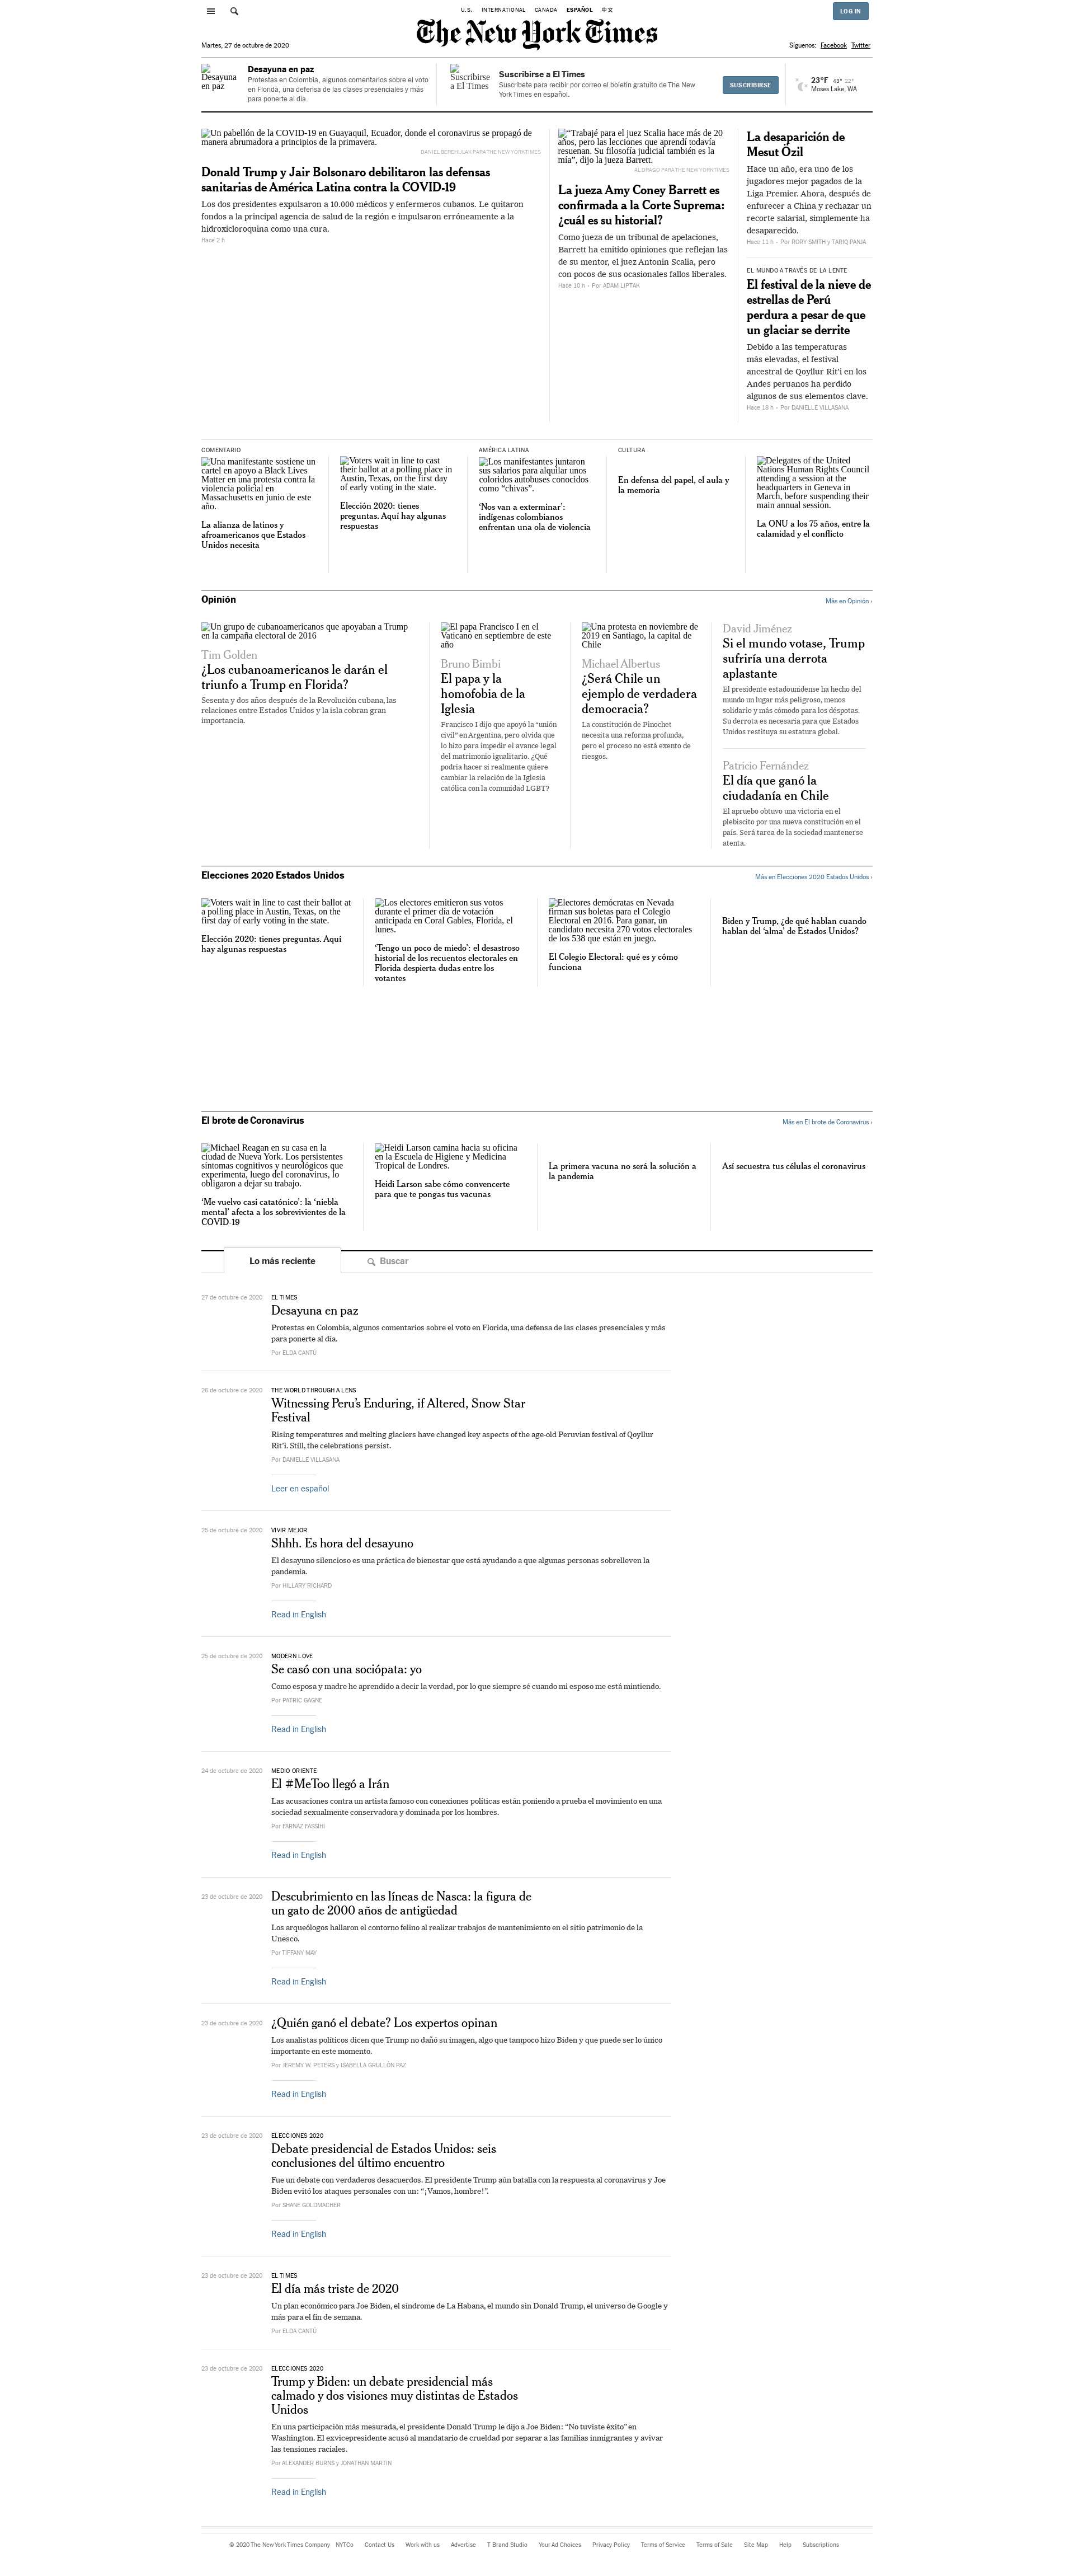 U.S. INTERNATIONAL CANADA ESPAÑOL 中文
LOG IN
The New York Times
Martes, 27 de octubre de 2020
Síguenos: Facebook Twitter
Desayuna
en paz
Desayuna en paz
Protestas en Colombia, algunos comentarios sobre el voto
en Florida, una defensa de las clases presenciales y más
para ponerte al día.
Suscribirse
a El Times
Suscribirse a El Times
Suscríbete para recibir por correo el boletín gratuito de The New
York Times en español.
SUSCRIBIRSE
23°F 43° 22°
Moses Lake, WA
Un pabellón de la COVID-19 en Guayaquil, Ecuador, donde el coronavirus se propagó de
manera abrumadora a principios de la primavera.
DANIEL BEREHULAK PARA THE NEW YORK TIMES
Donald Trump y Jair Bolsonaro debilitaron las defensas
sanitarias de América Latina contra la COVID-19
Los dos presidentes expulsaron a 10.000 médicos y enfermeros cubanos. Le quitaron
fondos a la principal agencia de salud de la región e impulsaron erróneamente a la
hidroxicloroquina como una cura.
Hace 2 h
“Trabajé para el juez Scalia hace más de 20
años, pero las lecciones que aprendí todavía
resuenan. Su filosofía judicial también es la
mía”, dijo la jueza Barrett.
AL DRAGO PARA THE NEW YORK TIMES
La jueza Amy Coney Barrett es
confirmada a la Corte Suprema:
¿cuál es su historial?
Como jueza de un tribunal de apelaciones,
Barrett ha emitido opiniones que reflejan las
de su mentor, el juez Antonin Scalia, pero
con pocos de sus ocasionales fallos liberales.
Hace 10 h • Por ADAM LIPTAK
La desaparición de
Mesut Özil
Hace un año, era uno de los
jugadores mejor pagados de la
Liga Premier. Ahora, después de
enfurecer a China y rechazar un
recorte salarial, simplemente ha
desaparecido.
Hace 11 h • Por RORY SMITH y TARIQ PANJA
EL MUNDO A TRAVÉS DE LA LENTE
El festival de la nieve de
estrellas de Perú
perdura a pesar de que
un glaciar se derrite
Debido a las temperaturas
más elevadas, el festival
ancestral de Qoyllur Rit’i en los
Andes peruanos ha perdido
algunos de sus elementos clave.
Hace 18 h • Por DANIELLE VILLASANA
COMENTARIO
Una manifestante sostiene un
cartel en apoyo a Black Lives
Matter en una protesta contra la
violencia policial en
Massachusetts en junio de este
año.
La alianza de latinos y
afroamericanos que Estados
Unidos necesita
Voters wait in line to cast
their ballot at a polling place in
Austin, Texas, on the first day
of early voting in the state.
Elección 2020: tienes
preguntas. Aquí hay algunas
respuestas
AMÉRICA LATINA
Los manifestantes juntaron
sus salarios para alquilar unos
coloridos autobuses conocidos
como “chivas”.
‘Nos van a exterminar’:
indígenas colombianos
enfrentan una ola de violencia
CULTURA
En defensa del papel, el aula y
la memoria
Delegates of the United
Nations Human Rights Council
attending a session at the
headquarters in Geneva in
March, before suspending their
main annual session.
La ONU a los 75 años, entre la
calamidad y el conflicto
Opinión
Más en Opinión ›
Un grupo de cubanoamericanos que apoyaban a Trump
en la campaña electoral de 2016
Tim Golden
¿Los cubanoamericanos le darán el
triunfo a Trump en Florida?
Sesenta y dos años después de la Revolución cubana, las
relaciones entre Estados Unidos y la isla cobran gran
importancia.
El papa Francisco I en el
Vaticano en septiembre de este
año
Bruno Bimbi
El papa y la
homofobia de la
Iglesia
Francisco I dijo que apoyó la “unión
civil” en Argentina, pero olvida que
lo hizo para impedir el avance legal
del matrimonio igualitario. ¿Qué
podría hacer si realmente quiere
cambiar la relación de la Iglesia
católica con la comunidad LGBT?
Una protesta en noviembre de
2019 en Santiago, la capital de
Chile
Michael Albertus
¿Será Chile un
ejemplo de verdadera
democracia?
La constitución de Pinochet
necesita una reforma profunda,
pero el proceso no está exento de
riesgos.
David Jiménez
Si el mundo votase, Trump
sufriría una derrota
aplastante
El presidente estadounidense ha hecho del
mundo un lugar más peligroso, menos
solidario y más cómodo para los déspotas.
Su derrota es necesaria para que Estados
Unidos restituya su estatura global.
Patricio Fernández
El día que ganó la
ciudadanía en Chile
El apruebo obtuvo una victoria en el
plebiscito por una nueva constitución en el
país. Será tarea de la sociedad mantenerse
atenta.
Elecciones 2020 Estados Unidos
Más en Elecciones 2020 Estados Unidos ›
Voters wait in line to cast their ballot at
a polling place in Austin, Texas, on the
first day of early voting in the state.
Elección 2020: tienes preguntas. Aquí
hay algunas respuestas
Los electores emitieron sus votos
durante el primer día de votación
anticipada en Coral Gables, Florida, el
lunes.
‘Tengo un poco de miedo’: el desastroso
historial de los recuentos electorales en
Florida despierta dudas entre los
votantes
Electores demócratas en Nevada
firman sus boletas para el Colegio
Electoral en 2016. Para ganar, un
candidato necesita 270 votos electorales
de los 538 que están en juego.
El Colegio Electoral: qué es y cómo
funciona
Biden y Trump, ¿de qué hablan cuando
hablan del ‘alma’ de Estados Unidos?
El brote de Coronavirus
Más en El brote de Coronavirus ›
Michael Reagan en su casa en la
ciudad de Nueva York. Los persistentes
síntomas cognitivos y neurológicos que
experimenta, luego del coronavirus, lo
obligaron a dejar su trabajo.
‘Me vuelvo casi catatónico’: la ‘niebla
mental’ afecta a los sobrevivientes de la
COVID-19
Heidi Larson camina hacia su oficina
en la Escuela de Higiene y Medicina
Tropical de Londres.
Heidi Larson sabe cómo convencerte
para que te pongas tus vacunas
La primera vacuna no será la solución a
la pandemia
Así secuestra tus células el coronavirus
Lo más reciente
Buscar
27 de octubre de 2020
EL TIMES
Desayuna en paz
Protestas en Colombia, algunos comentarios sobre el voto en Florida, una defensa de las clases presenciales y más
para ponerte al día.
Por ELDA CANTÚ
26 de octubre de 2020
THE WORLD THROUGH A LENS
Witnessing Peru’s Enduring, if Altered, Snow Star
Festival
Rising temperatures and melting glaciers have changed key aspects of the age-old Peruvian festival of Qoyllur
Rit’i. Still, the celebrations persist.
Por DANIELLE VILLASANA
Leer en español
25 de octubre de 2020
VIVIR MEJOR
Shhh. Es hora del desayuno
El desayuno silencioso es una práctica de bienestar que está ayudando a que algunas personas sobrelleven la
pandemia.
Por HILLARY RICHARD
Read in English
25 de octubre de 2020
MODERN LOVE
Se casó con una sociópata: yo
Como esposa y madre he aprendido a decir la verdad, por lo que siempre sé cuando mi esposo me está mintiendo.
Por PATRIC GAGNE
Read in English
24 de octubre de 2020
MEDIO ORIENTE
El #MeToo llegó a Irán
Las acusaciones contra un artista famoso con conexiones políticas están poniendo a prueba el movimiento en una
sociedad sexualmente conservadora y dominada por los hombres.
Por FARNAZ FASSIHI
Read in English
23 de octubre de 2020
Descubrimiento en las líneas de Nasca: la figura de
un gato de 2000 años de antigüedad
Los arqueólogos hallaron el contorno felino al realizar trabajos de mantenimiento en el sitio patrimonio de la
Unesco.
Por TIFFANY MAY
Read in English
23 de octubre de 2020
¿Quién ganó el debate? Los expertos opinan
Los analistas políticos dicen que Trump no dañó su imagen, algo que tampoco hizo Biden y que puede ser lo único
importante en este momento.
Por JEREMY W. PETERS y ISABELLA GRULLÓN PAZ
Read in English
23 de octubre de 2020
ELECCIONES 2020
Debate presidencial de Estados Unidos: seis
conclusiones del último encuentro
Fue un debate con verdaderos desacuerdos. El presidente Trump aún batalla con la respuesta al coronavirus y Joe
Biden evitó los ataques personales con un: “¡Vamos, hombre!”.
Por SHANE GOLDMACHER
Read in English
23 de octubre de 2020
EL TIMES
El día más triste de 2020
Un plan económico para Joe Biden, el síndrome de La Habana, el mundo sin Donald Trump, el universo de Google y
más para el fin de semana.
Por ELDA CANTÚ
23 de octubre de 2020
ELECCIONES 2020
Trump y Biden: un debate presidencial más
calmado y dos visiones muy distintas de Estados
Unidos
En una participación más mesurada, el presidente Donald Trump le dijo a Joe Biden: “No tuviste éxito” en
Washington. El exvicepresidente acusó al mandatario de crueldad por separar a las familias inmigrantes y avivar
las tensiones raciales.
Por ALEXANDER BURNS y JONATHAN MARTIN
Read in English
© 2020 The New York Times Company NYTCo Contact Us Work with us Advertise T Brand Studio Your Ad Choices Privacy Policy Terms of Service Terms of Sale Site Map Help Subscriptions